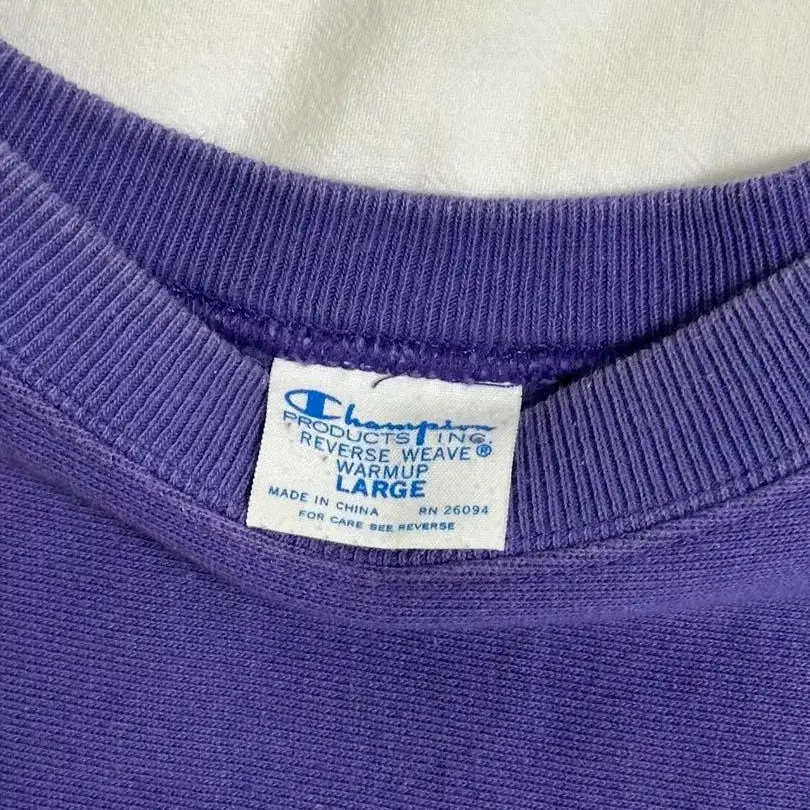 Champion
PRODUCTS INC.
REVERSE WEAVE®
WARMUP
LARGE
MADE IN CHINA RN 26094
FOR CARE SEE REVERSE